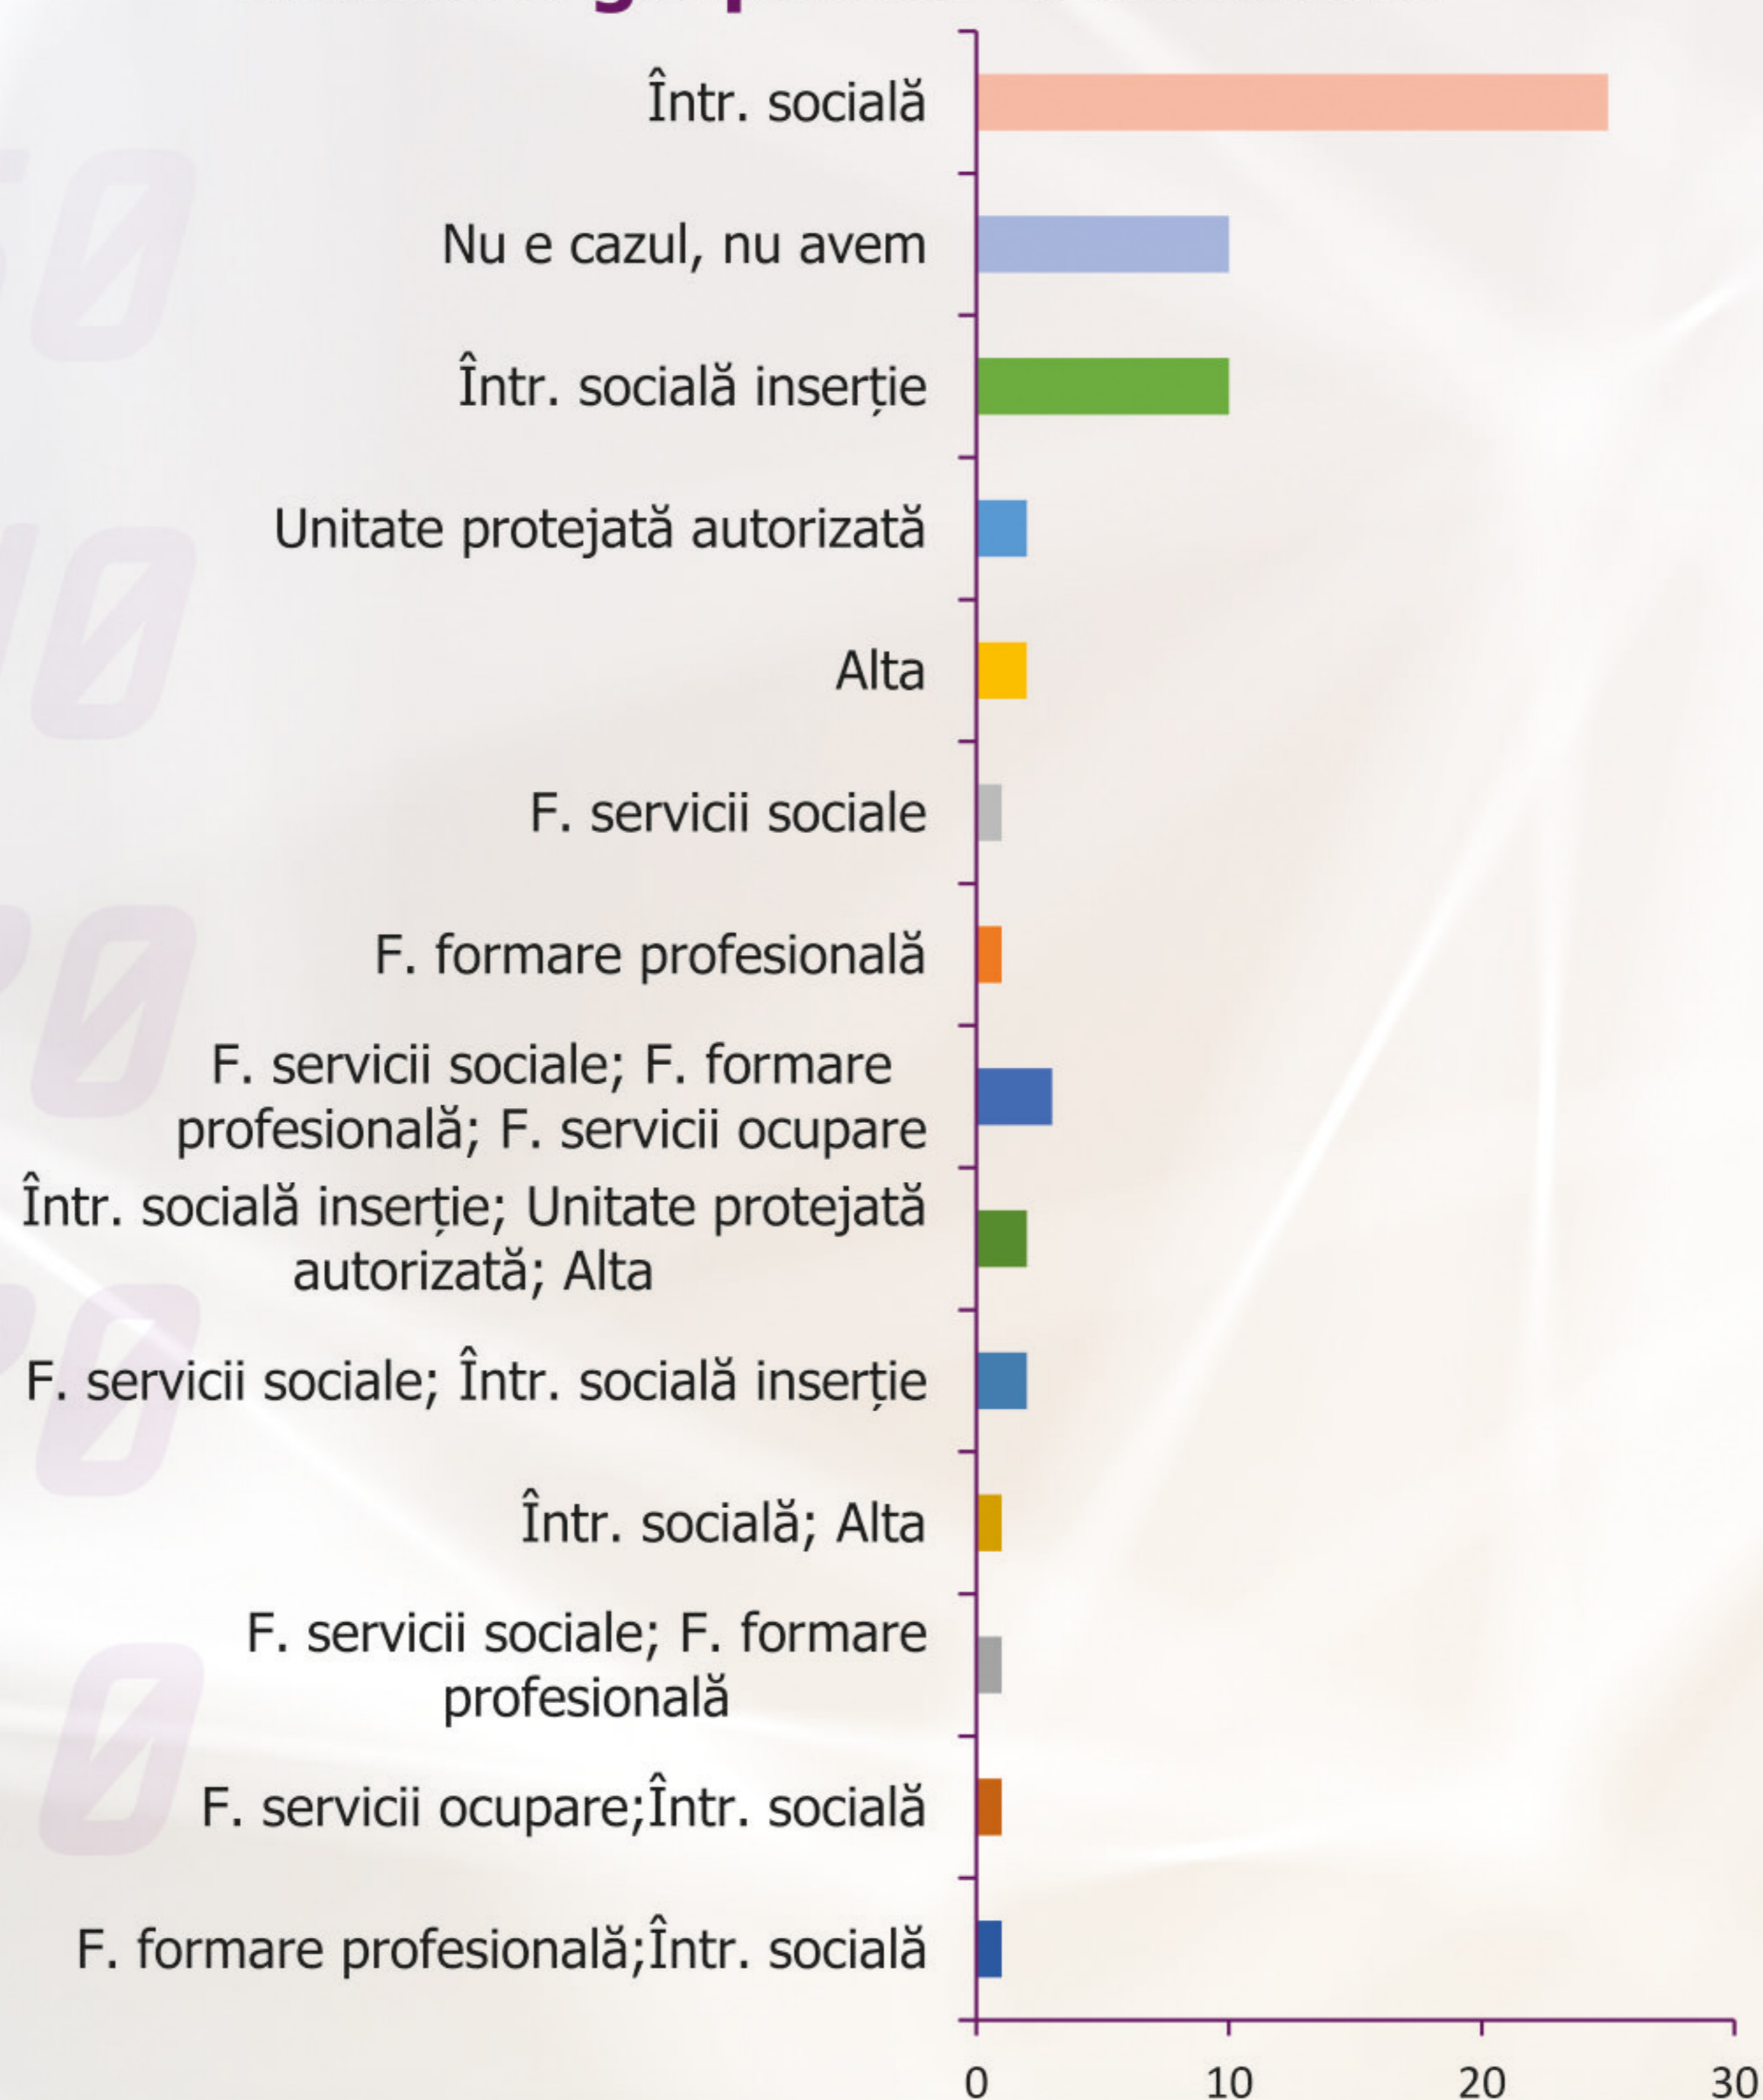 Într. socială
Nu e cazul, nu avem
Într. socială inserție
Unitate protejată autorizată
Alta
F. servicii sociale
F. formare profesională
F. servicii sociale; F. formare
profesională; F. servicii ocupare
Într. socială inserție; Unitate protejată
autorizată; Alta
F. servicii sociale; Într. socială inserție
Într. socială; Alta
F. servicii sociale; F. formare
profesională
F. servicii ocupare;Într. socială
F. formare profesională;Într. socială
0 10 20 30